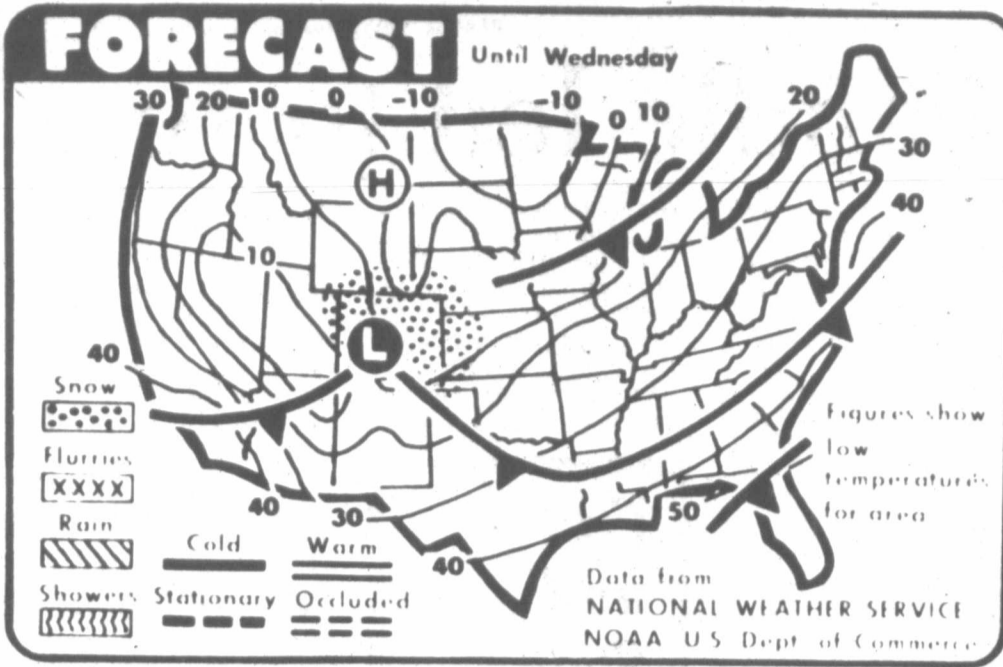 FORECAST
Until Wednesday
30 20 10 0 -10 -10 0 10 20
30
H
40
10
L
40
Snow
Figures show
Flurries
low
XXXX
temperatures
40 30 50
for area
Rain
Cold Warm
40
Data from
Showers Stationary Occluded
NATIONAL WEATHER SERVICE
NOAA U S Dept of Commerce